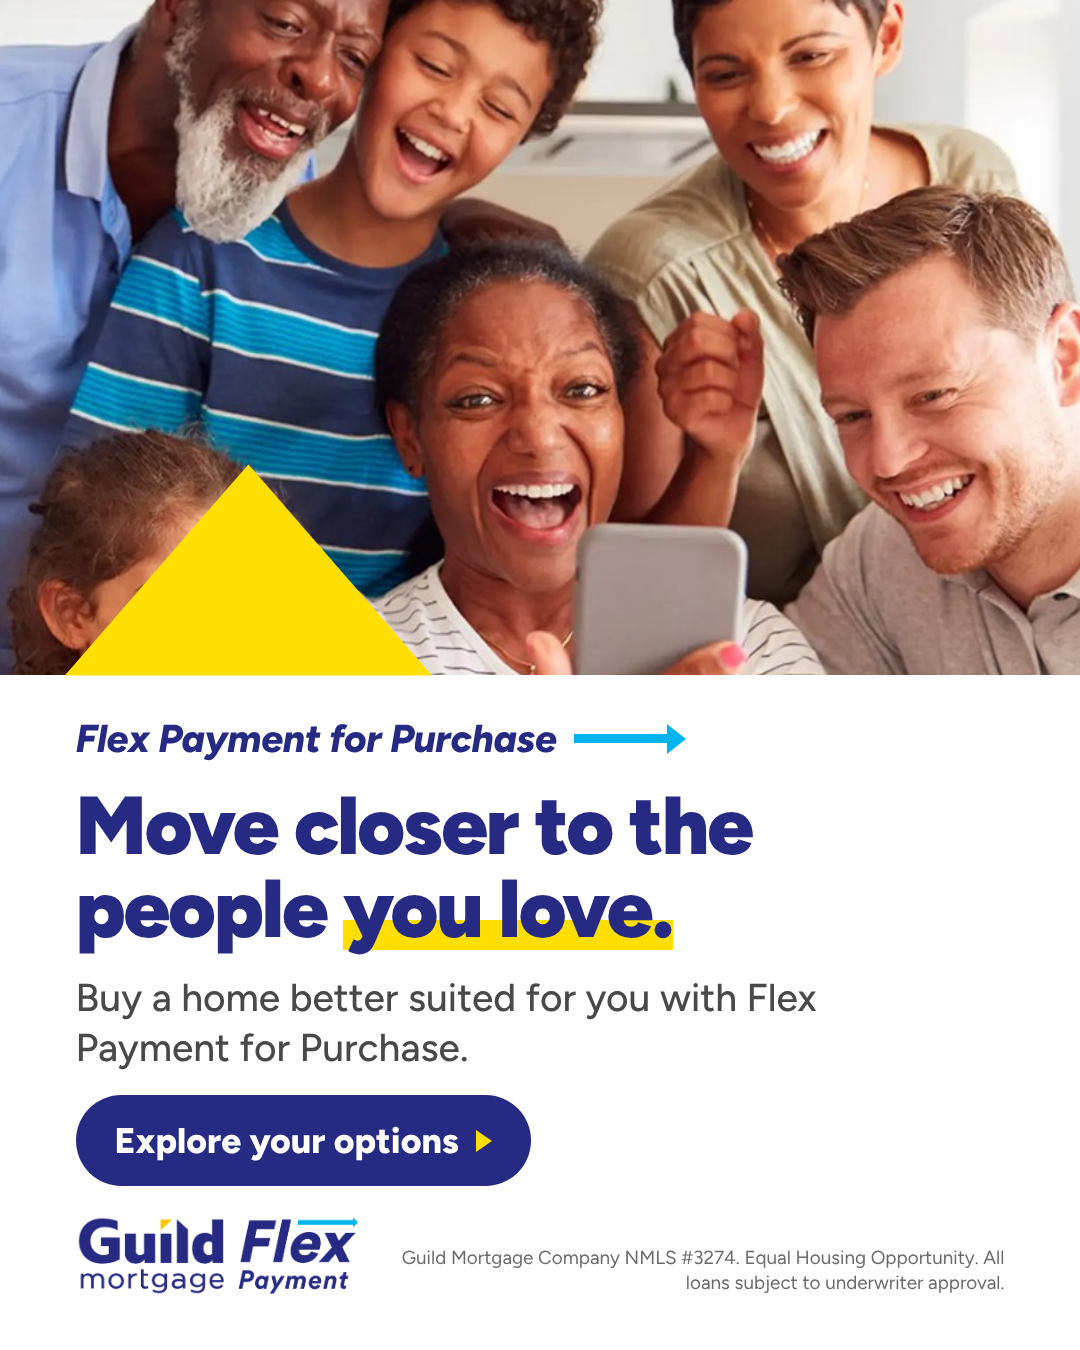 Flex Payment for Purchase
Move closer to the
people you love.
Buy a home better suited for you with Flex
Payment for Purchase.
Explore your options
Guild Flex
mortgage Payment
Guild Mortgage Company NMLS #3274. Equal Housing Opportunity. All
loans subject to underwriter approval.